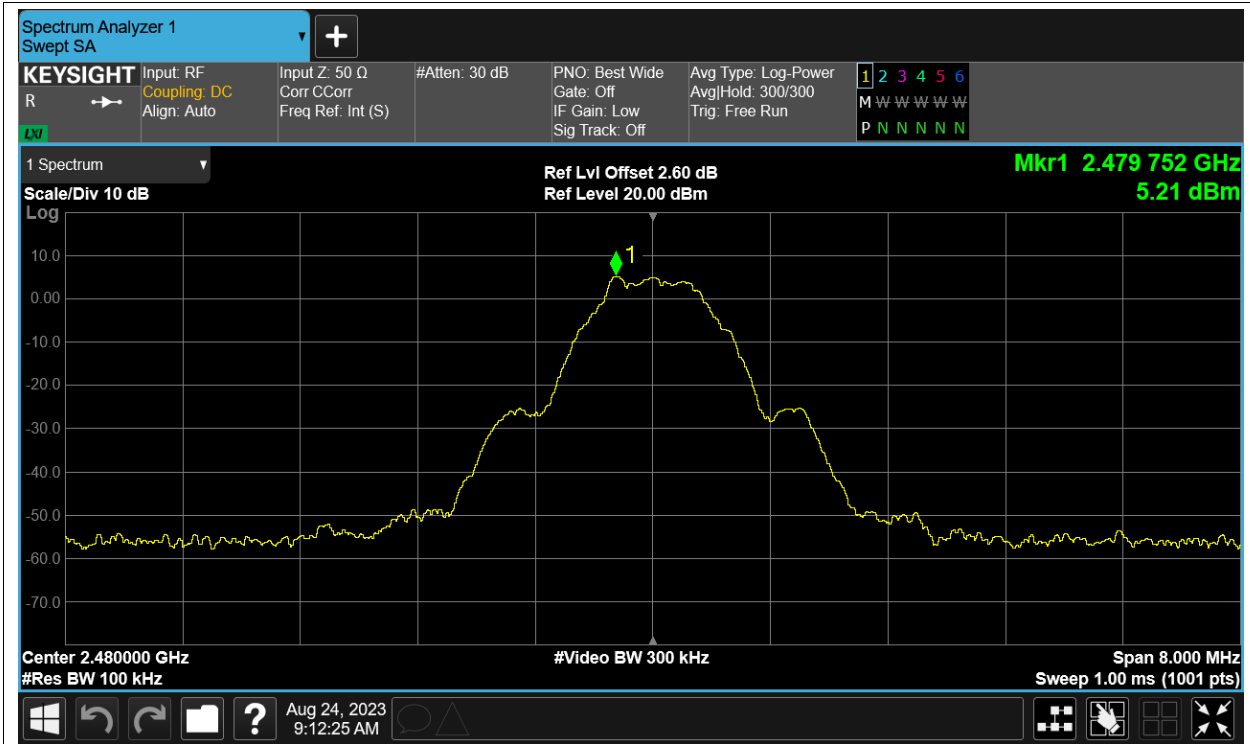 Spectrum Analyzer 1
Swept SA
+
KEYSIGHT
R
LXI
Input: RF
Coupling: DC
Align: Auto
Input Z: 50 Ω
Corr CCorr
Freq Ref: Int (S)
#Atten: 30 dB
PNO: Best Wide
Gate: Off
IF Gain: Low
Sig Track: Off
Avg Type: Log-Power
Avg|Hold: 300/300
Trig: Free Run
1 2 3 4 5 6
M W W W W W
P N N N N N
1 Spectrum
Scale/Div 10 dB
Log
Ref Lvl Offset 2.60 dB
Ref Level 20.00 dBm
Mkr1 2.479 752 GHz
5.21 dBm
1
10.0
0.00
-10.0
-20.0
-30.0
-40.0
-50.0
-60.0
-70.0
Center 2.480000 GHz
#Video BW 300 kHz
Span 8.000 MHz
#Res BW 100 kHz
Sweep 1.00 ms (1001 pts)
?
Aug 24, 2023
9:12:25 AM